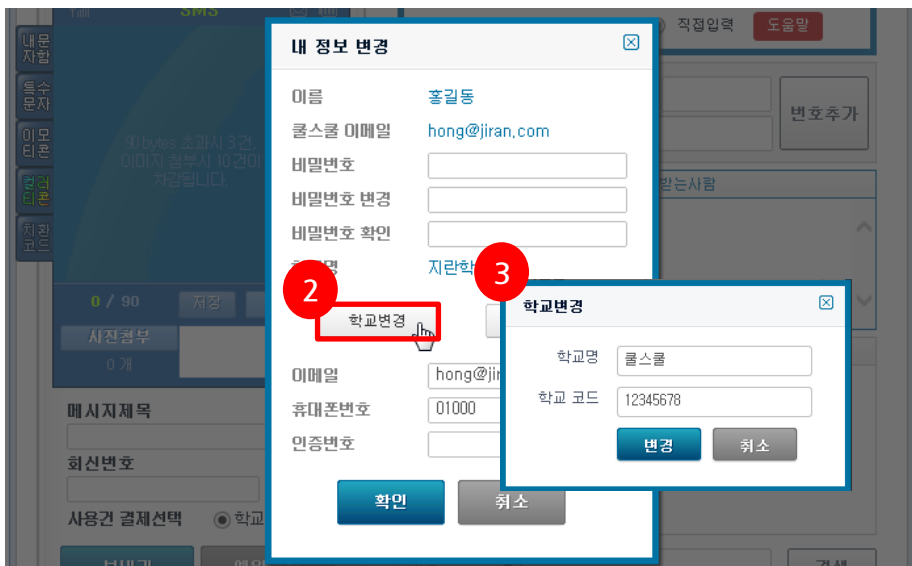 SMS
직접입력
도움말
내문
자함
내 정보 변경
특수
문자
이름
홍길동
번호추가
쿨스쿨 이메일
hong@jiran.com
이모
티콘
90 bytes 초과시 3건,
이미지 첨부시 10건이
차감됩니다.
비밀번호
컬러
티콘
비밀번호 변경
받는사람
치환
코드
비밀번호 확인
지란학
2
3
0 / 90
저장
학교변경
학교변경
사진첨부
0 개
학교명
쿨스쿨
이메일
hong@jir
학교 코드
12345678
메시지제목
휴대폰번호
01000
인증번호
변경
취소
회신번호
확인
취소
사용건 결제선택
학교